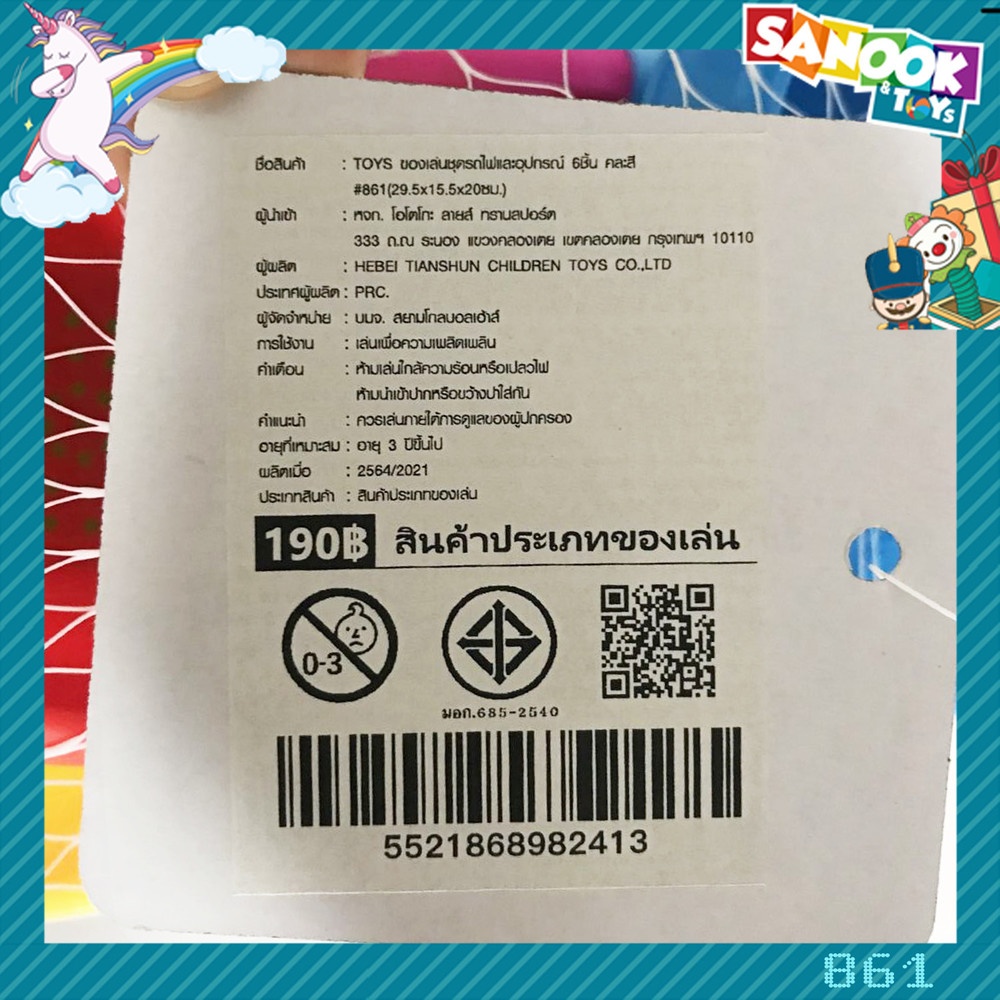 SANOOK
& TOYS
ชื่อสินค้า : TOYS ของเล่นชุดรถไฟและอุปกรณ์ 6ชิ้น คละสี
#861(29.5x15.5x20ซม.)
ผู้นำเข้า : หจก. โอโตโกะ ลายส์ ทรานสปอร์ต
333 ถ.ณ ระนอง แขวงคลองเตย เขตคลองเตย กรุงเทพฯ 10110
ผู้ผลิต : HEBEI TIANSHUN CHILDREN TOYS CO.,LTD
ประเทศผู้ผลิต : PRC.
ผู้จัดจำหน่าย : บมจ. สยามโกลบอลเฮ้าส์
การใช้งาน : เล่นเพื่อความเพลิดเพลิน
คำเตือน : ห้ามเล่นใกล้ความร้อนหรือเปลวไฟ
ห้ามนำเข้าปากหรือขว้างปาใส่กัน
คำแนะนำ : ควรเล่นภายใต้การดูแลของผู้ปกครอง
อายุที่เหมาะสม : อายุ 3 ปีขึ้นไป
ผลิตเมื่อ : 2564/2021
ประเภทสินค้า : สินค้าประเภทของเล่น
190฿ สินค้าประเภทของเล่น
0-3
มอก.685-2540
5521868982413
861